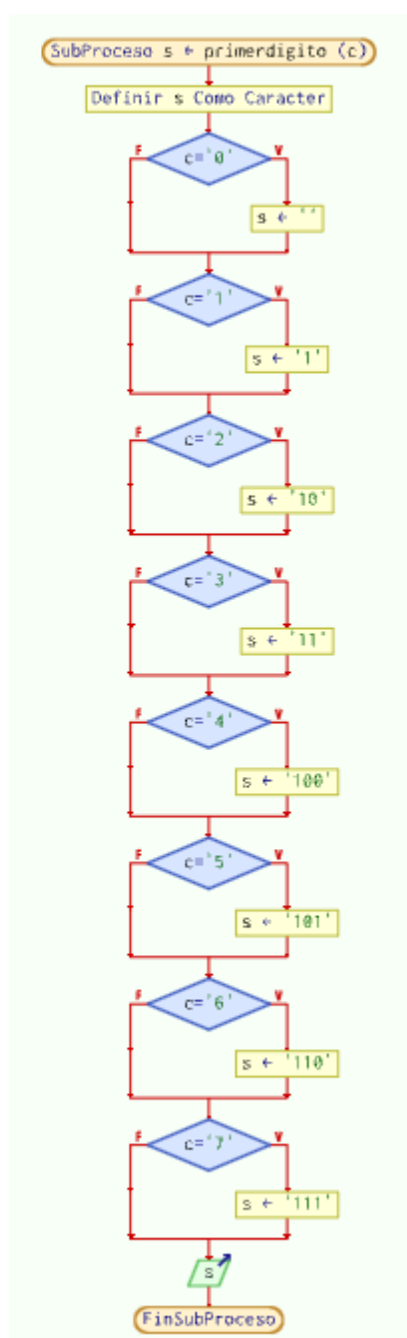 SubProceso s ← primerdigito (c)
Definir s Como Caracter
c='0'
F
V
s ← ''
c='1'
F
V
s ← '1'
c='2'
F
V
s ← '10'
c='3'
F
V
s ← '11'
c='4'
F
V
s ← '100'
c='5'
F
V
s ← '101'
c='6'
F
V
s ← '110'
c='7'
F
V
s ← '111'
s
FinSubProceso